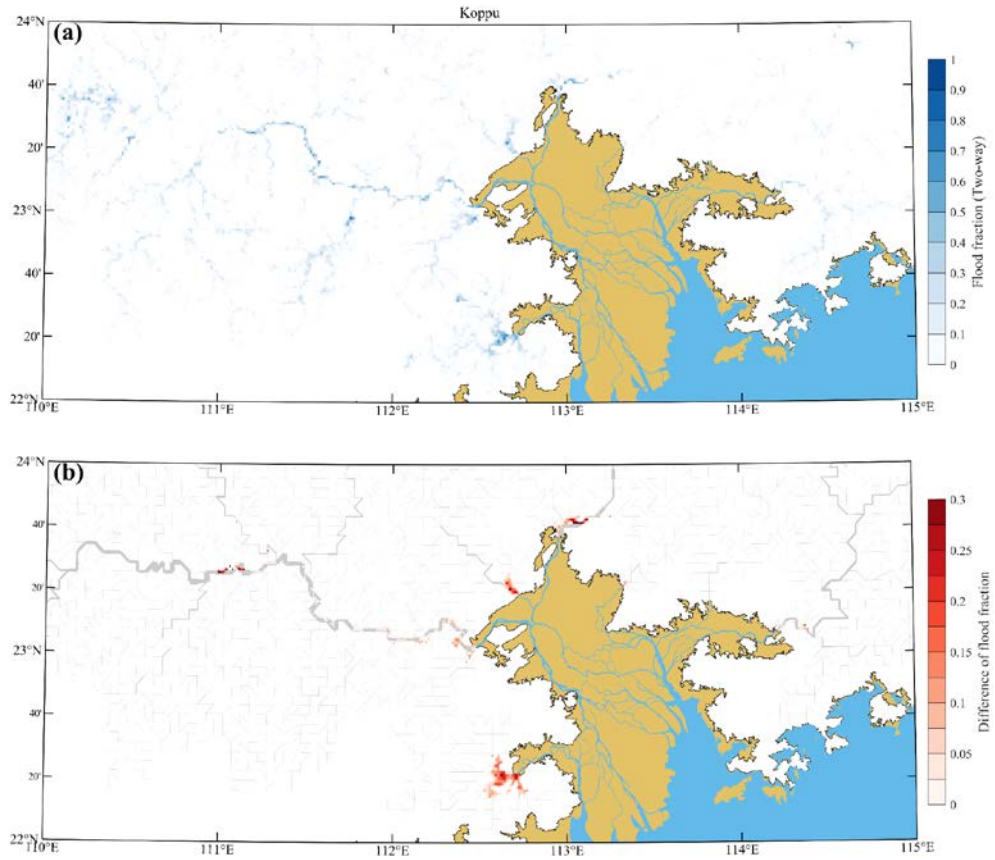 Koppu
(a)
24°N
40'
20'
23°N
40'
20'
22°N
110°E
111°E
112°E
113°E
114°E
115°E
1
0.9
0.8
0.7
0.6
0.5
0.4
0.3
0.2
0.1
0
Flood fraction (Two-way)
(b)
24°N
40'
20'
23°N
40'
20'
22°N
110°E
111°E
112°E
113°E
114°E
115°E
0.3
0.25
0.2
0.15
0.1
0.05
0
Difference of flood fraction